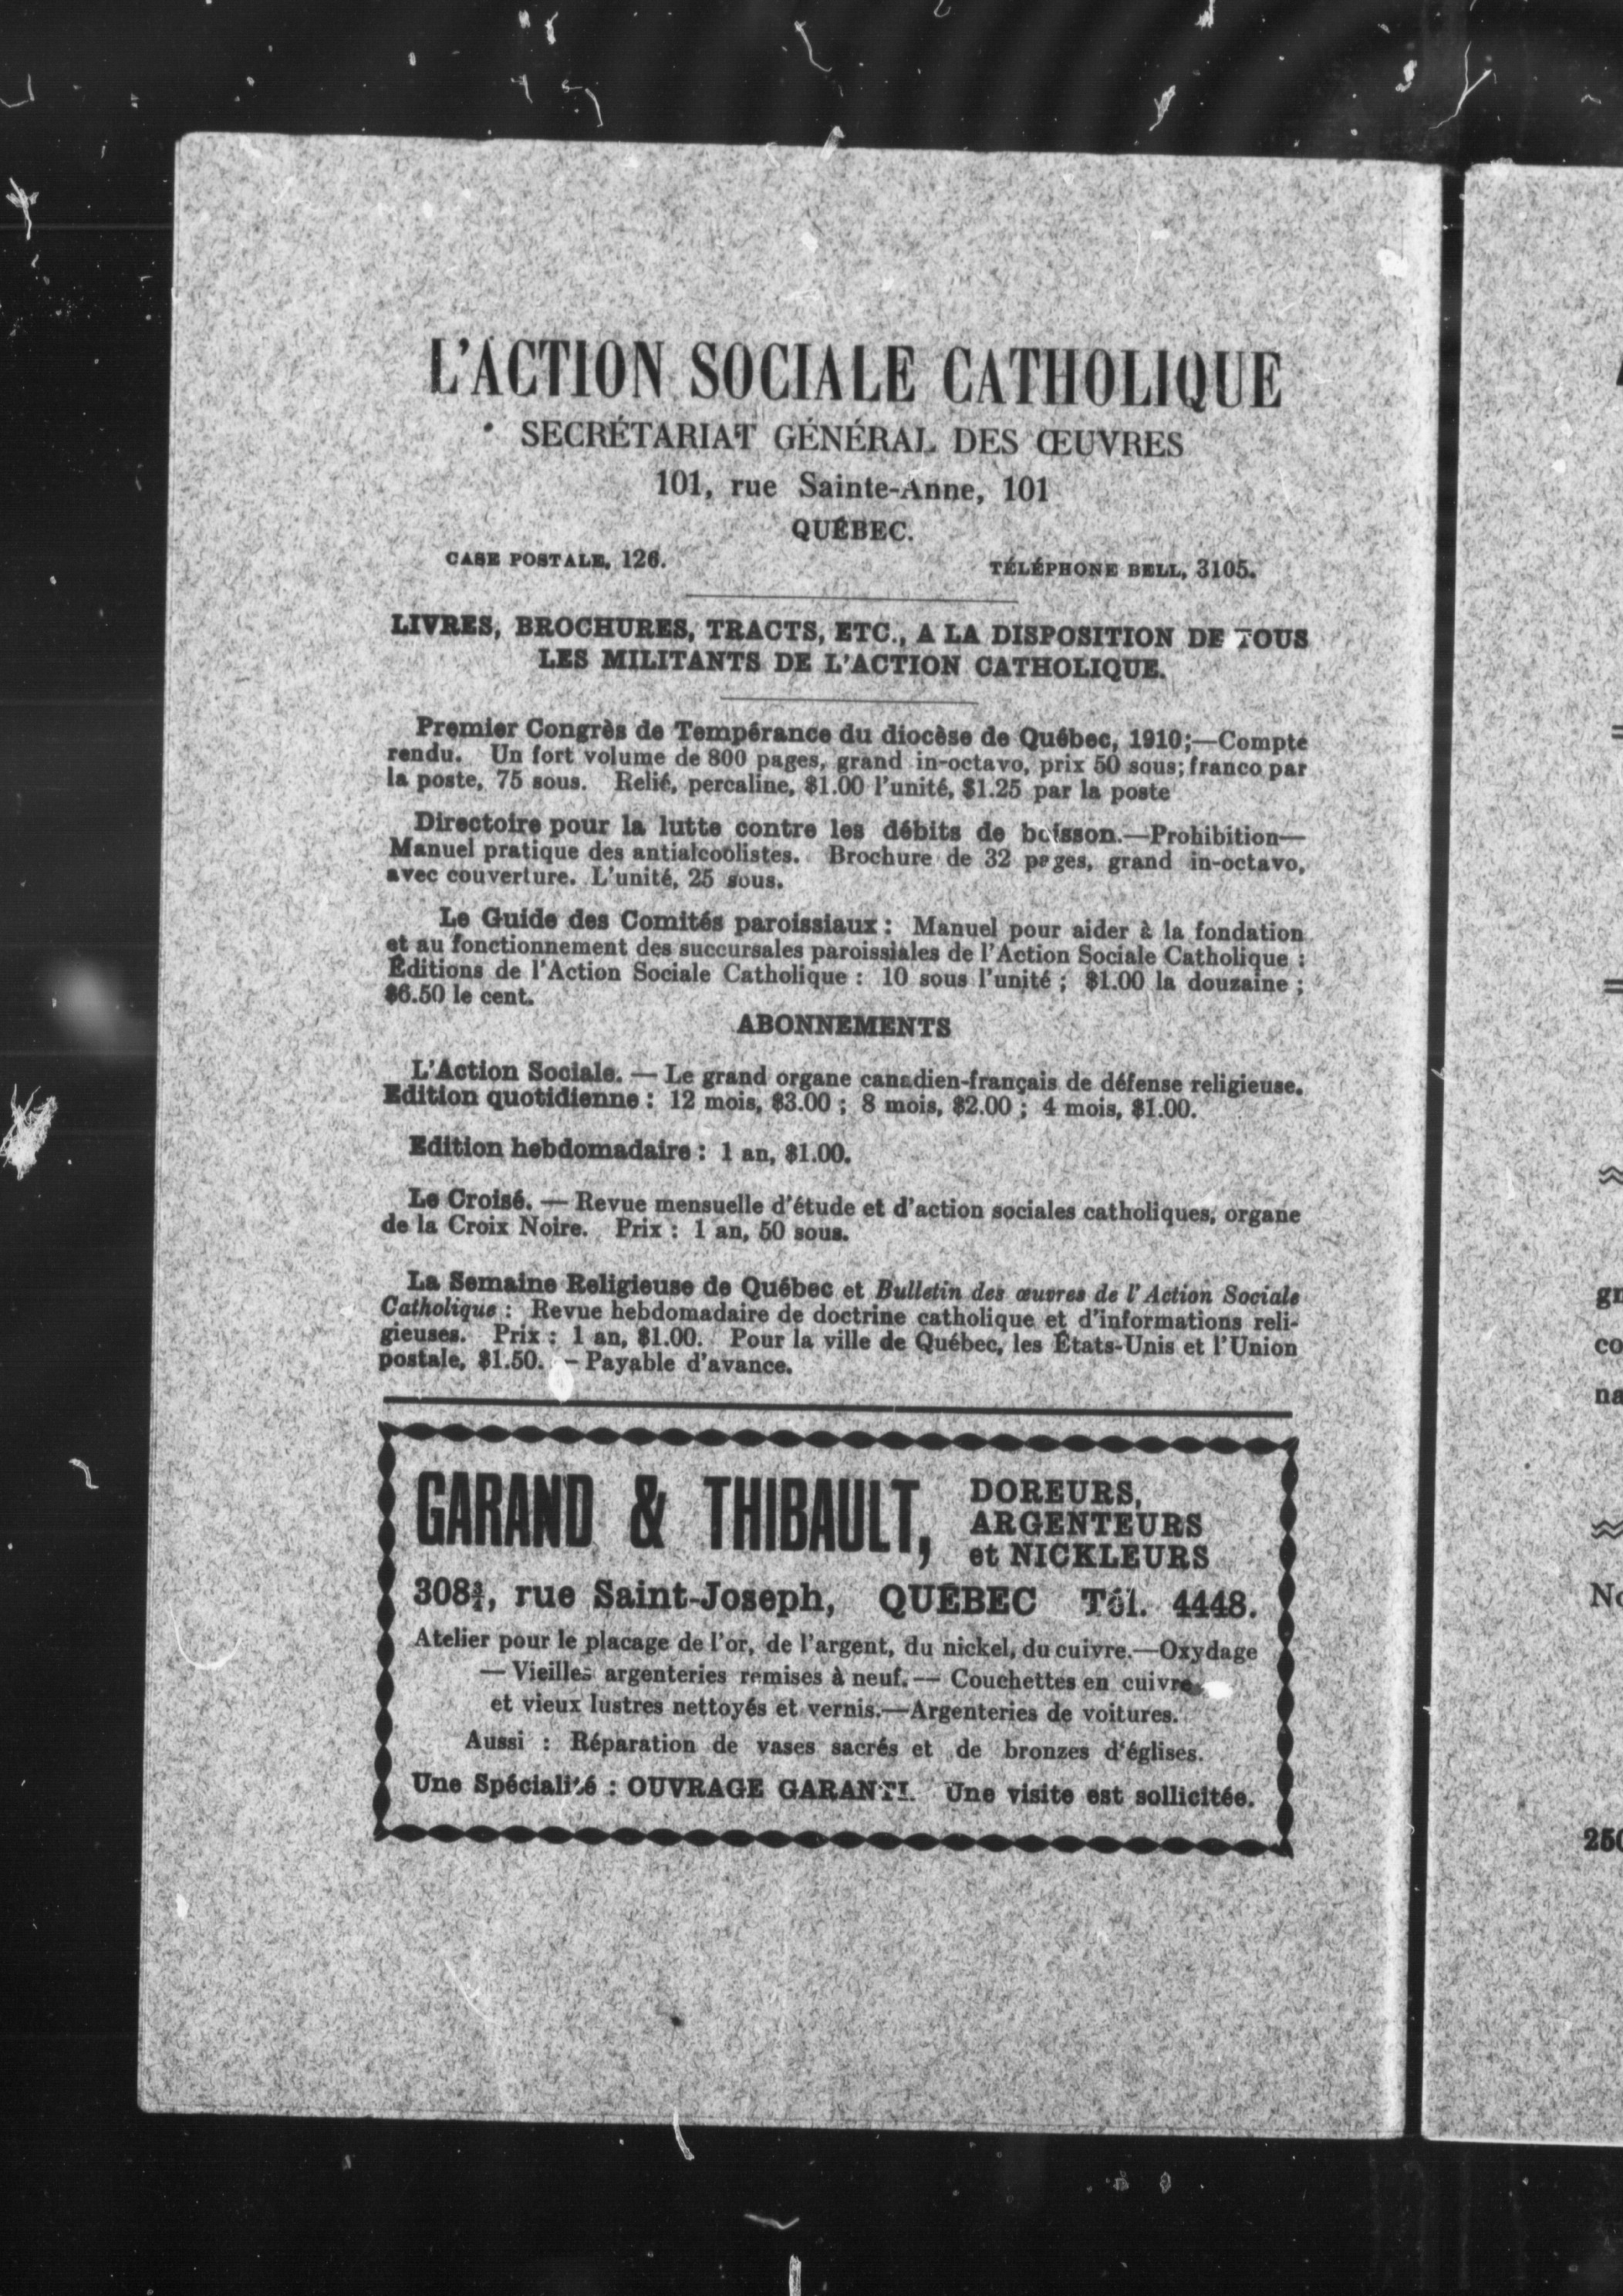 L'ACTION SOCIALE CATHOLIQUE
SECRÉTARIAT GÉNÉRAL DES ŒUVRES
101, rue Sainte-Anne, 101
QUÉBEC.
CASE POSTALE, 126. TÉLÉPHONE BELL, 3105.
LIVRES, BROCHURES, TRACTS, ETC., A LA DISPOSITION DE TOUS
LES MILITANTS DE L'ACTION CATHOLIQUE.
Premier Congrès de Tempérance du diocèse de Québec, 1910;—Compte
rendu. Un fort volume de 800 pages, grand in-octavo, prix 50 sous; franco par
la poste, 75 sous. Relié, percaline, $1.00 l'unité, $1.25 par la poste
Directoire pour la lutte contre les débits de boisson.—Prohibition—
Manuel pratique des antialcoolistes. Brochure de 32 pages, grand in-octavo,
avec couverture. L'unité, 25 sous.
Le Guide des Comités paroissiaux : Manuel pour aider à la fondation
et au fonctionnement des succursales paroissiales de l'Action Sociale Catholique :
Éditions de l'Action Sociale Catholique : 10 sous l'unité ; $1.00 la douzaine ;
$6.50 le cent.
ABONNEMENTS
L'Action Sociale. — Le grand organe canadien-français de défense religieuse.
Edition quotidienne : 12 mois, $3.00 ; 8 mois, $2.00 ; 4 mois, $1.00.
Edition hebdomadaire : 1 an, $1.00.
Le Croisé. — Revue mensuelle d'étude et d'action sociales catholiques, organe
de la Croix Noire. Prix : 1 an, 50 sous.
La Semaine Religieuse de Québec et Bulletin des œuvres de l'Action Sociale
Catholique : Revue hebdomadaire de doctrine catholique et d'informations reli-
gieuses. Prix : 1 an, $1.00. Pour la ville de Québec, les États-Unis et l'Union
postale, $1.50. – Payable d'avance.
GARAND & THIBAULT,
DOREURS,
ARGENTEURS
et NICKLEURS
308¾, rue Saint-Joseph, QUÉBEC Tél. 4448.
Atelier pour le placage de l'or, de l'argent, du nickel, du cuivre.—Oxydage
— Vieilles argenteries remises à neuf. — Couchettes en cuivre
et vieux lustres nettoyés et vernis.—Argenteries de voitures.
Aussi : Réparation de vases sacrés et de bronzes d'églises.
Une Spécialité : OUVRAGE GARANTI. Une visite est sollicitée.